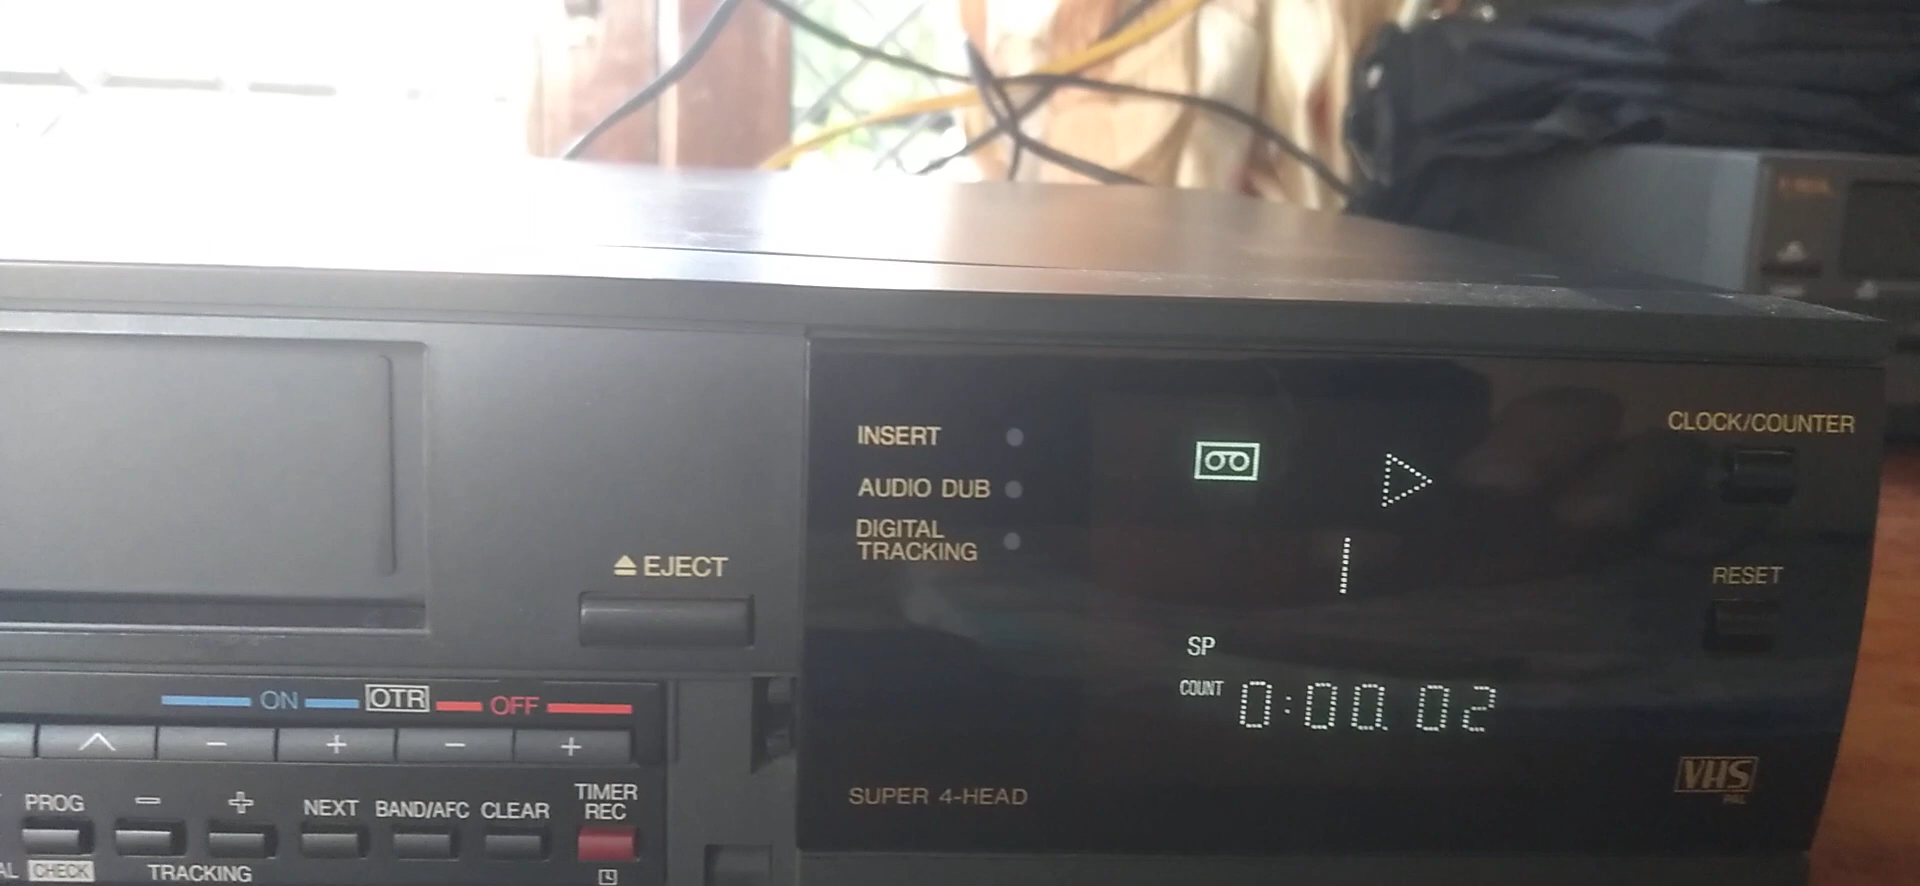 CLOCK/COUNTER
INSERT
AUDIO DUB
DIGITAL
TRACKING
EJECT
RESET
SP
COUNT 0:00.02
ON OTR OFF
SUPER 4-HEAD
VHS
PAL
PROG − + NEXT BAND/AFC CLEAR TIMER
REC
CHECK TRACKING